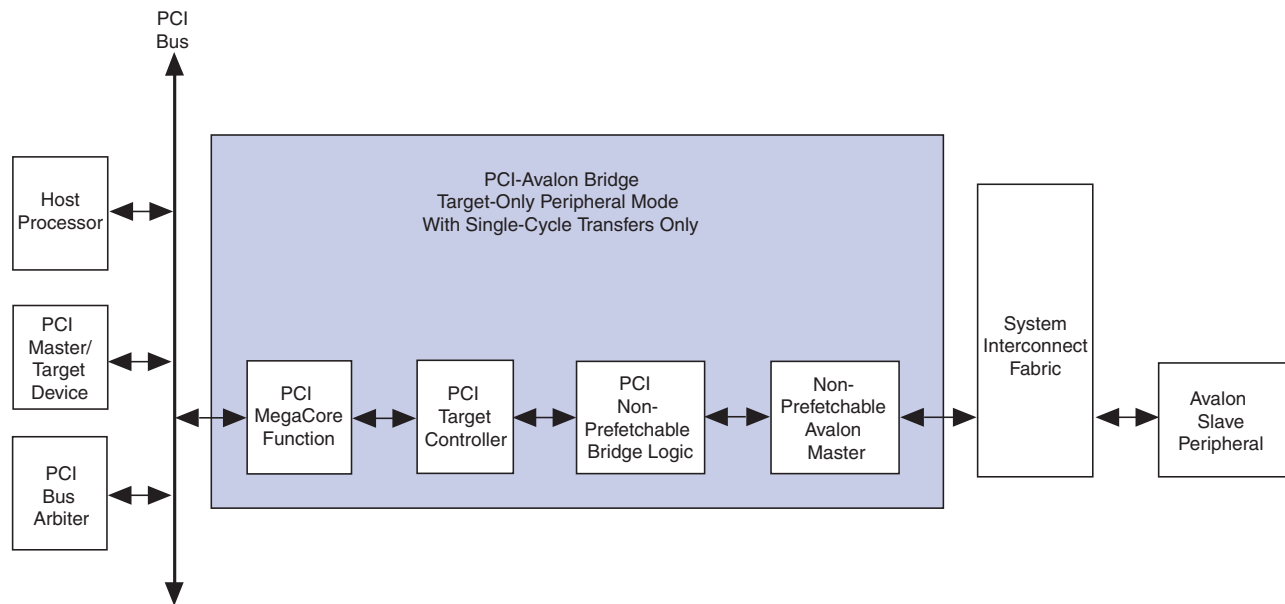 PCI
Bus
PCI-Avalon Bridge
Target-Only Peripheral Mode
With Single-Cycle Transfers Only
Host
Processor
PCI
Master/
Target
Device
PCI
Bus
Arbiter
PCI
MegaCore
Function
PCI
Target
Controller
PCI
Non-
Prefetchable
Bridge Logic
Non-
Prefetchable
Avalon
Master
System
Interconnect
Fabric
Avalon
Slave
Peripheral